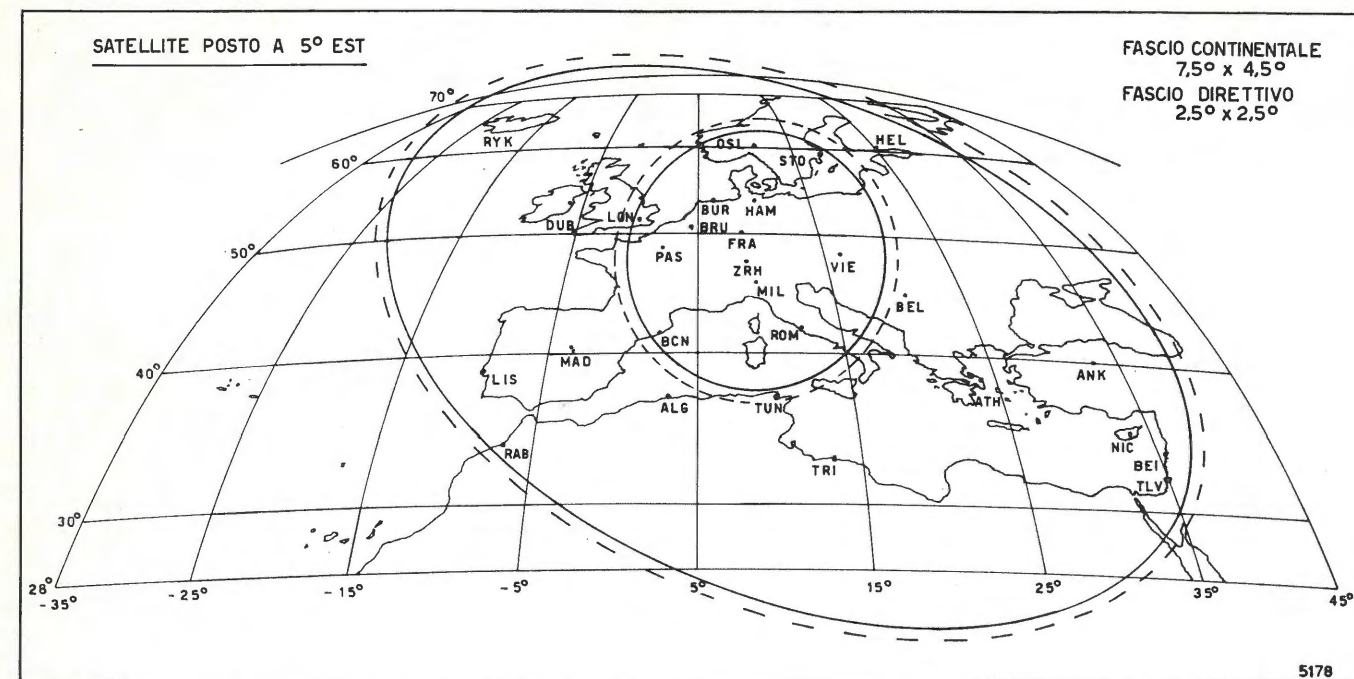 SATELLITE POSTO A 5° EST
FASCIO CONTINENTALE
7,5° x 4,5°
FASCIO DIRETTIVO
2,5° x 2,5°
70°
60°
50°
40°
30°
28°
RYK
OSL
STO
HEL
DUB
LON
BUR
HAM
BRU
FRA
PAS
ZRH
VIE
MIL
BEL
BCN
ROM
MAD
LIS
ANK
ALG
TUN
ATH
RAB
TRI
NIC
BEI
TLV
-35°
-25°
-15°
-5°
5°
15°
25°
35°
45°
5178